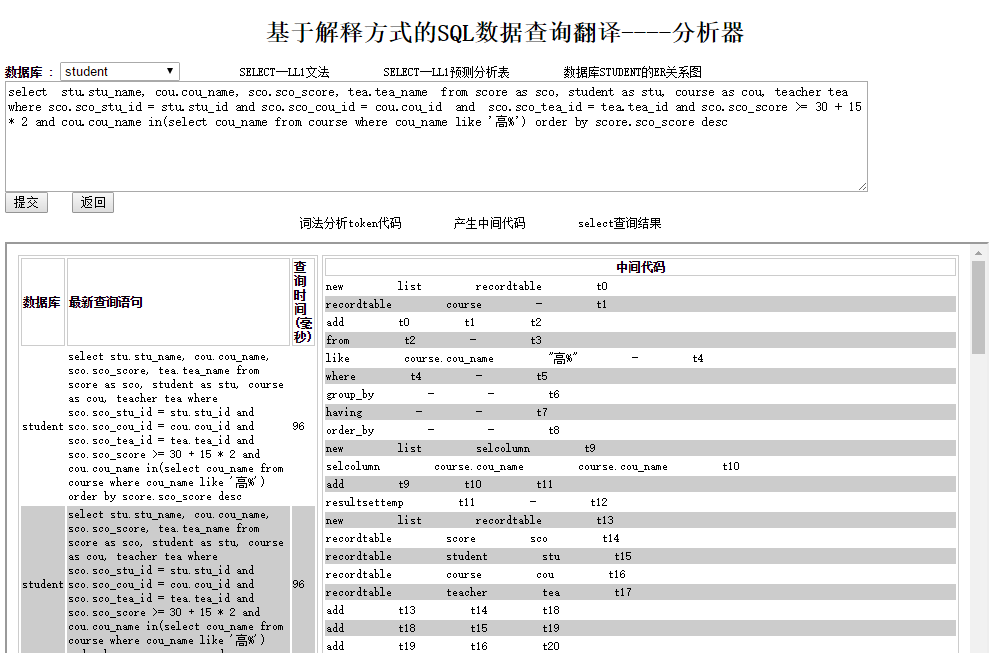 基于解释方式的SQL数据查询翻译----分析器
数据库 : student
SELECT—LL1文法 SELECT—LL1预测分析表 数据库STUDENT的ER关系图
select  stu.stu_name, cou.cou_name, sco.sco_score, tea.tea_name  from score as sco, student as stu, course as cou, teacher tea
where sco.sco_stu_id = stu.stu_id and sco.sco_cou_id = cou.cou_id  and  sco.sco_tea_id = tea.tea_id and sco.sco_score >= 30 + 15
* 2 and cou.cou_name in(select cou_name from course where cou_name like '高%') order by score.sco_score desc
提交 返回
词法分析token代码 产生中间代码 select查询结果
数据库 最新查询语句 查询时间(毫秒)
student
select stu.stu_name, cou.cou_name,
sco.sco_score, tea.tea_name from
score as sco, student as stu, course
as cou, teacher tea where
sco.sco_stu_id = stu.stu_id and
sco.sco_cou_id = cou.cou_id and
sco.sco_tea_id = tea.tea_id and
sco.sco_score >= 30 + 15 * 2 and
cou.cou_name in(select cou_name from
course where cou_name like '高%')
order by score.sco_score desc
96
student
select stu.stu_name, cou.cou_name,
sco.sco_score, tea.tea_name from
score as sco, student as stu, course
as cou, teacher tea where
sco.sco_stu_id = stu.stu_id and
sco.sco_cou_id = cou.cou_id and
sco.sco_tea_id = tea.tea_id and
sco.sco_score >= 30 + 15 * 2 and
cou.cou_name in(select cou_name from
course where cou_name like '高%')
96
中间代码
new list recordtable t0
recordtable course - t1
add t0 t1 t2
from t2 - t3
like course.cou_name "高%" - t4
where t4 - t5
group_by - - t6
having - - t7
order_by - - t8
new list selcolumn t9
selcolumn course.cou_name course.cou_name t10
add t9 t10 t11
resultsettemp t11 - t12
new list recordtable t13
recordtable score sco t14
recordtable student stu t15
recordtable course cou t16
recordtable teacher tea t17
add t13 t14 t18
add t18 t15 t19
add t19 t16 t20